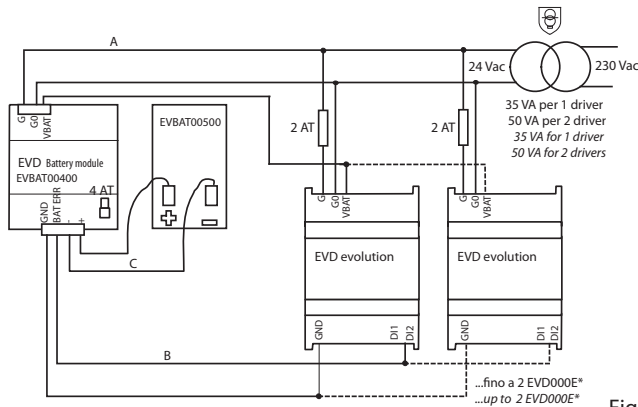 A
24 Vac
230 Vac
35 VA per 1 driver
50 VA per 2 driver
35 VA for 1 driver
50 VA for 2 drivers
G
G0
VBAT
EVD Battery module
EVBAT00400
4 AT
GND
BAT ERR
-
+
EVBAT00500
C
B
2 AT
G
G0
VBAT
EVD evolution
GND
DI1
DI2
2 AT
G
G0
VBAT
EVD evolution
GND
DI1
DI2
...fino a 2 EVD000E*
...up to 2 EVD000E*